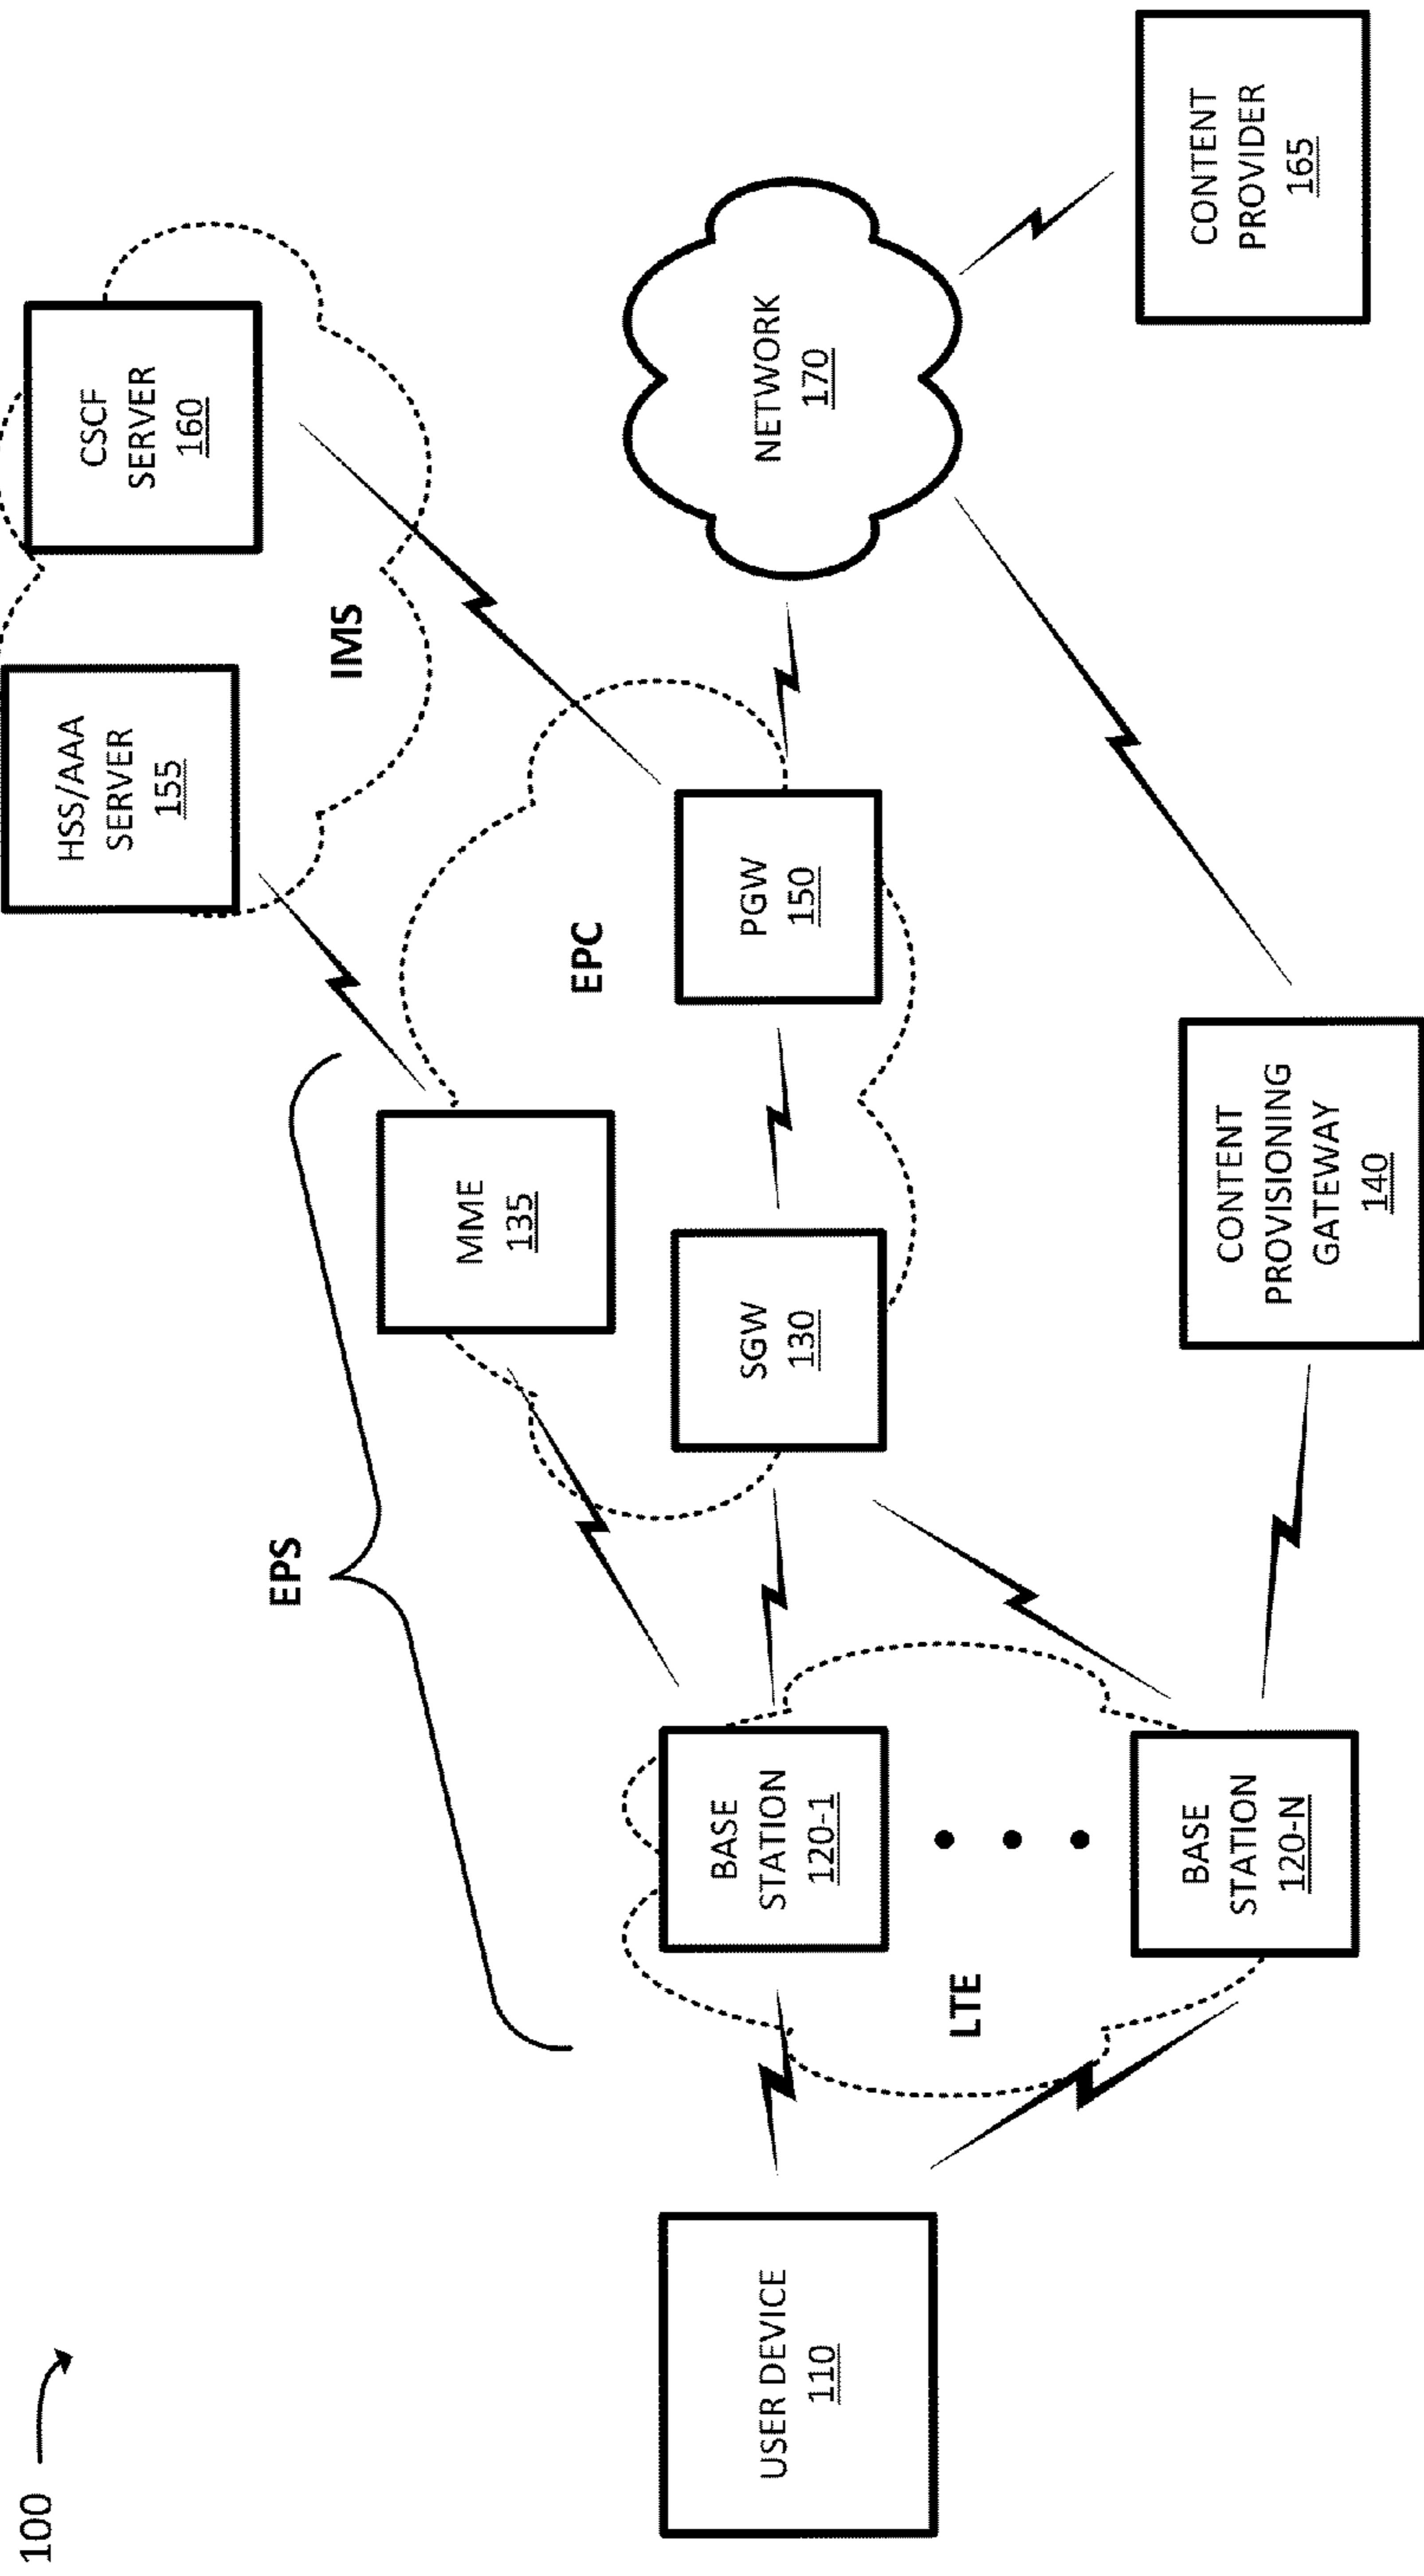 100
EPS
HSS/AAA
SERVER
155
CSCF
SERVER
160
IMS
MME
135
EPC
USER DEVICE
110
BASE
STATION
120-1
SGW
130
PGW
150
NETWORK
170
LTE
BASE
STATION
120-N
CONTENT
PROVISIONING
GATEWAY
140
CONTENT
PROVIDER
165